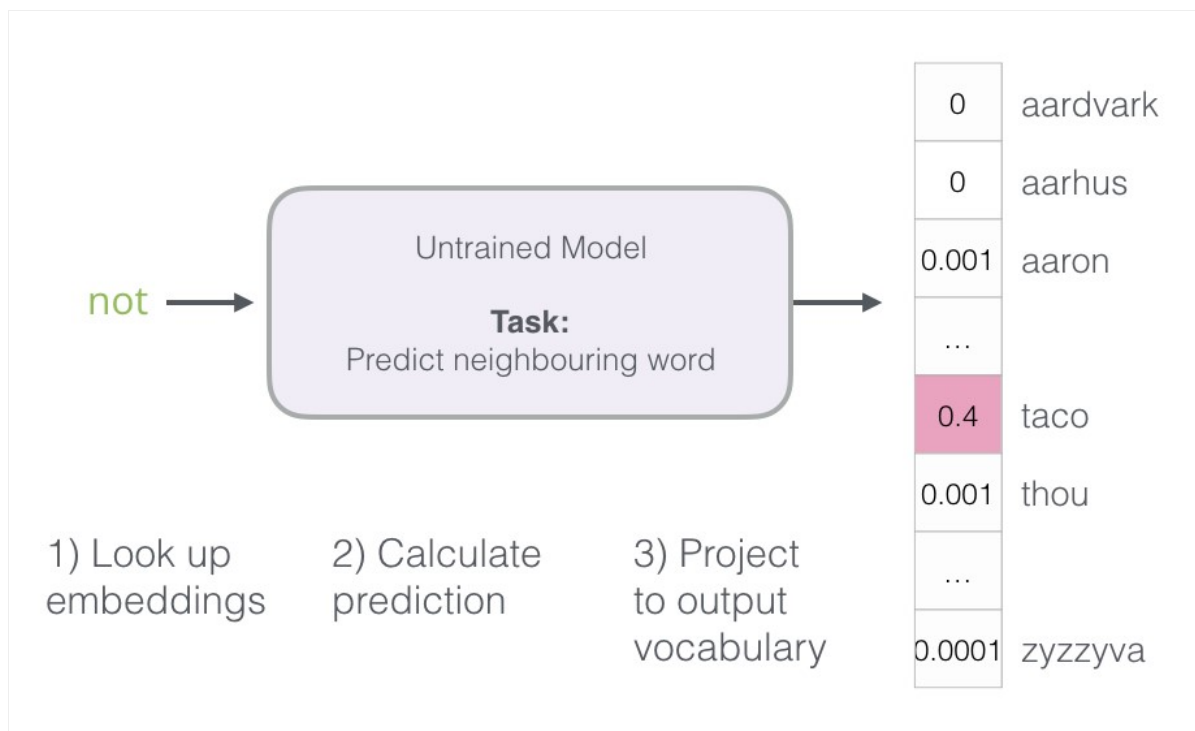 0 aardvark
0 aarhus
Untrained Model
0.001 aaron
not
Task:
Predict neighbouring word
...
0.4 taco
0.001 thou
1) Look up
embeddings
2) Calculate
prediction
3) Project
to output
vocabulary
...
0.0001 zyzzyva